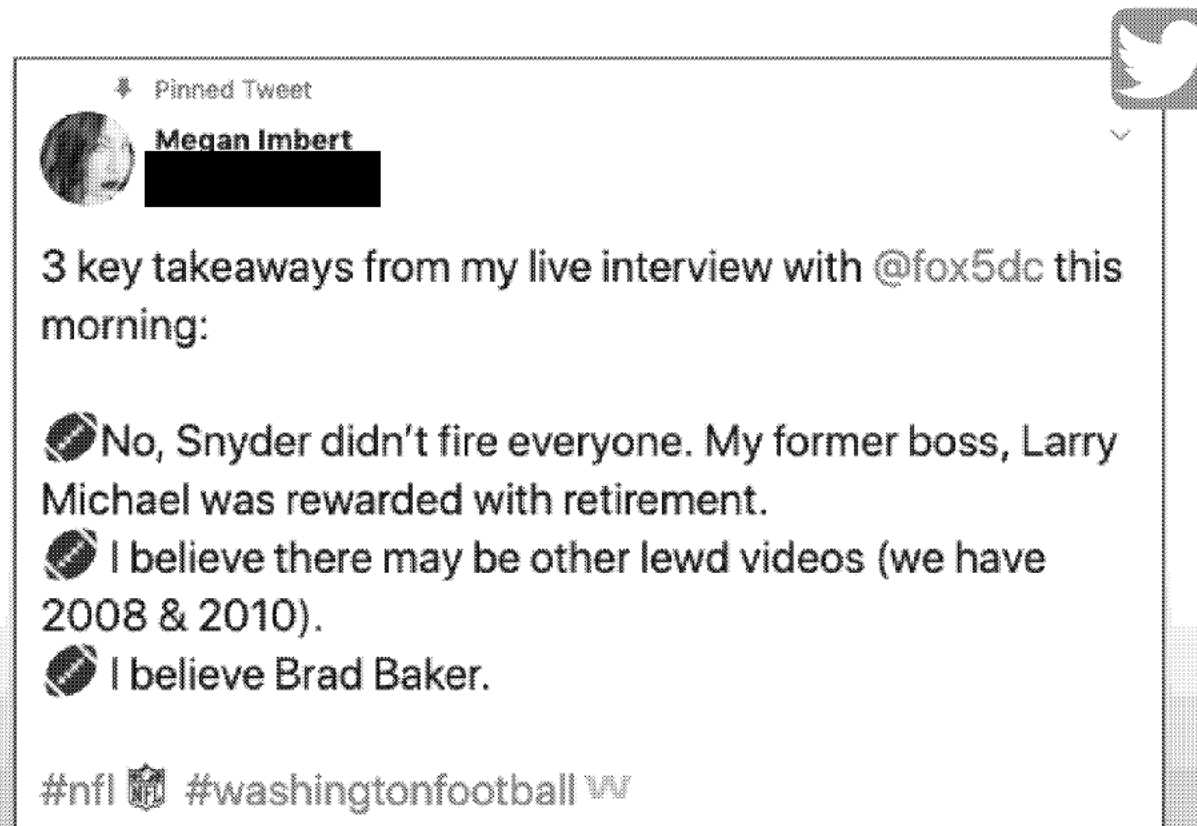 Pinned Tweet
Megan Imbert
3 key takeaways from my live interview with @fox5dc this
morning:
🏈No, Snyder didn't fire everyone. My former boss, Larry
Michael was rewarded with retirement.
🏈 I believe there may be other lewd videos (we have
2008 & 2010).
🏈 I believe Brad Baker.
#nfl NFL #washingtonfootball W